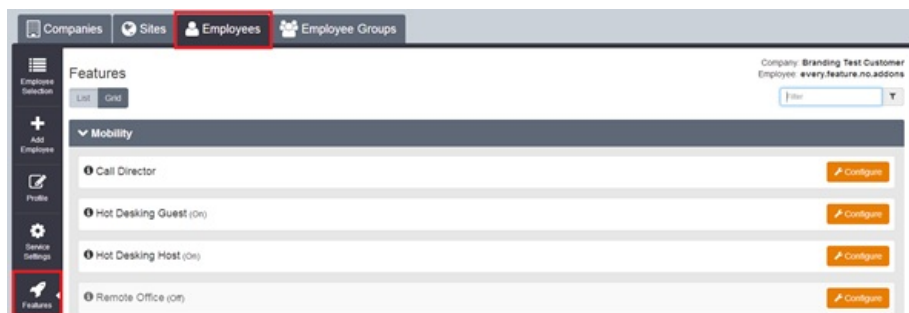 Companies Sites Employees Employee Groups
Employee Selection
Features
Company: Branding Test Customer
Employee: every.feature.no.addons
List Grid
Filter
Add Employee
Mobility
Call Director Configure
Profile
Hot Desking Guest (On) Configure
Service Settings
Hot Desking Host (On) Configure
Features
Remote Office (Off) Configure